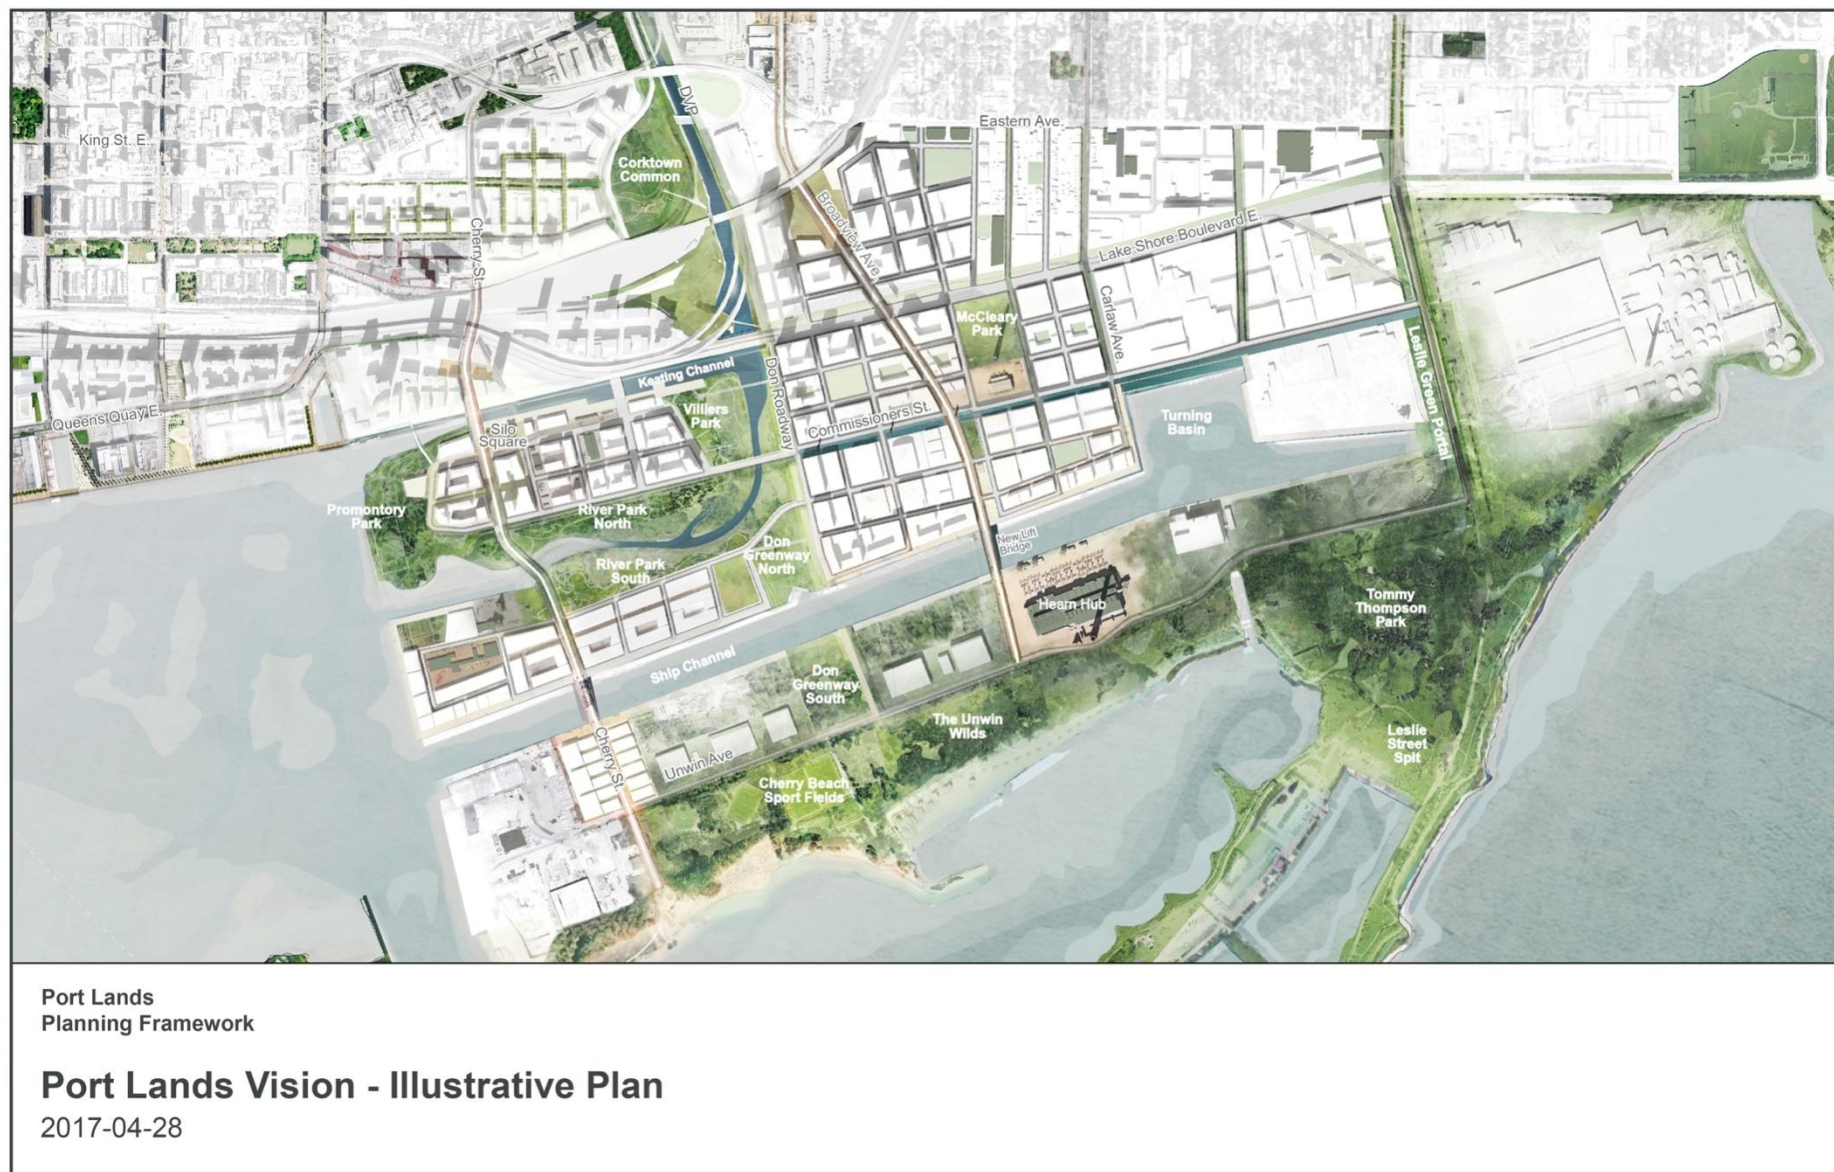 DVP
King St. E.
Eastern Ave.
Corktown
Common
Broadview Ave.
Cherry St.
Lake Shore Boulevard E.
McCleary
Park
Carlaw Ave.
Leslie Green Portal
Keating Channel
Don Roadway
Queens Quay E.
Villiers
Park
Commissioners St.
Turning
Basin
Silo
Square
Promontory
Park
River Park
North
New Lift
Bridge
Don
Greenway
North
River Park
South
Hearn Hub
Tommy
Thompson
Park
Ship Channel
Don
Greenway
South
The Unwin
Wilds
Leslie
Street
Spit
Cherry St.
Unwin Ave
Cherry Beach
Sport Fields
Port Lands
Planning Framework
Port Lands Vision - Illustrative Plan
2017-04-28